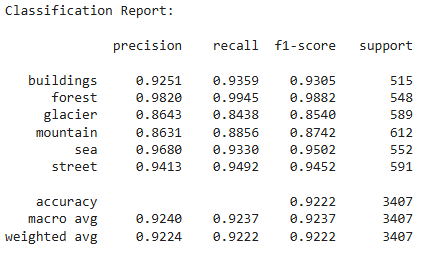 Classification Report:
precision recall f1-score support
buildings 0.9251 0.9359 0.9305 515
forest 0.9820 0.9945 0.9882 548
glacier 0.8643 0.8438 0.8540 589
mountain 0.8631 0.8856 0.8742 612
sea 0.9680 0.9330 0.9502 552
street 0.9413 0.9492 0.9452 591
accuracy 0.9222 3407
macro avg 0.9240 0.9237 0.9237 3407
weighted avg 0.9224 0.9222 0.9222 3407